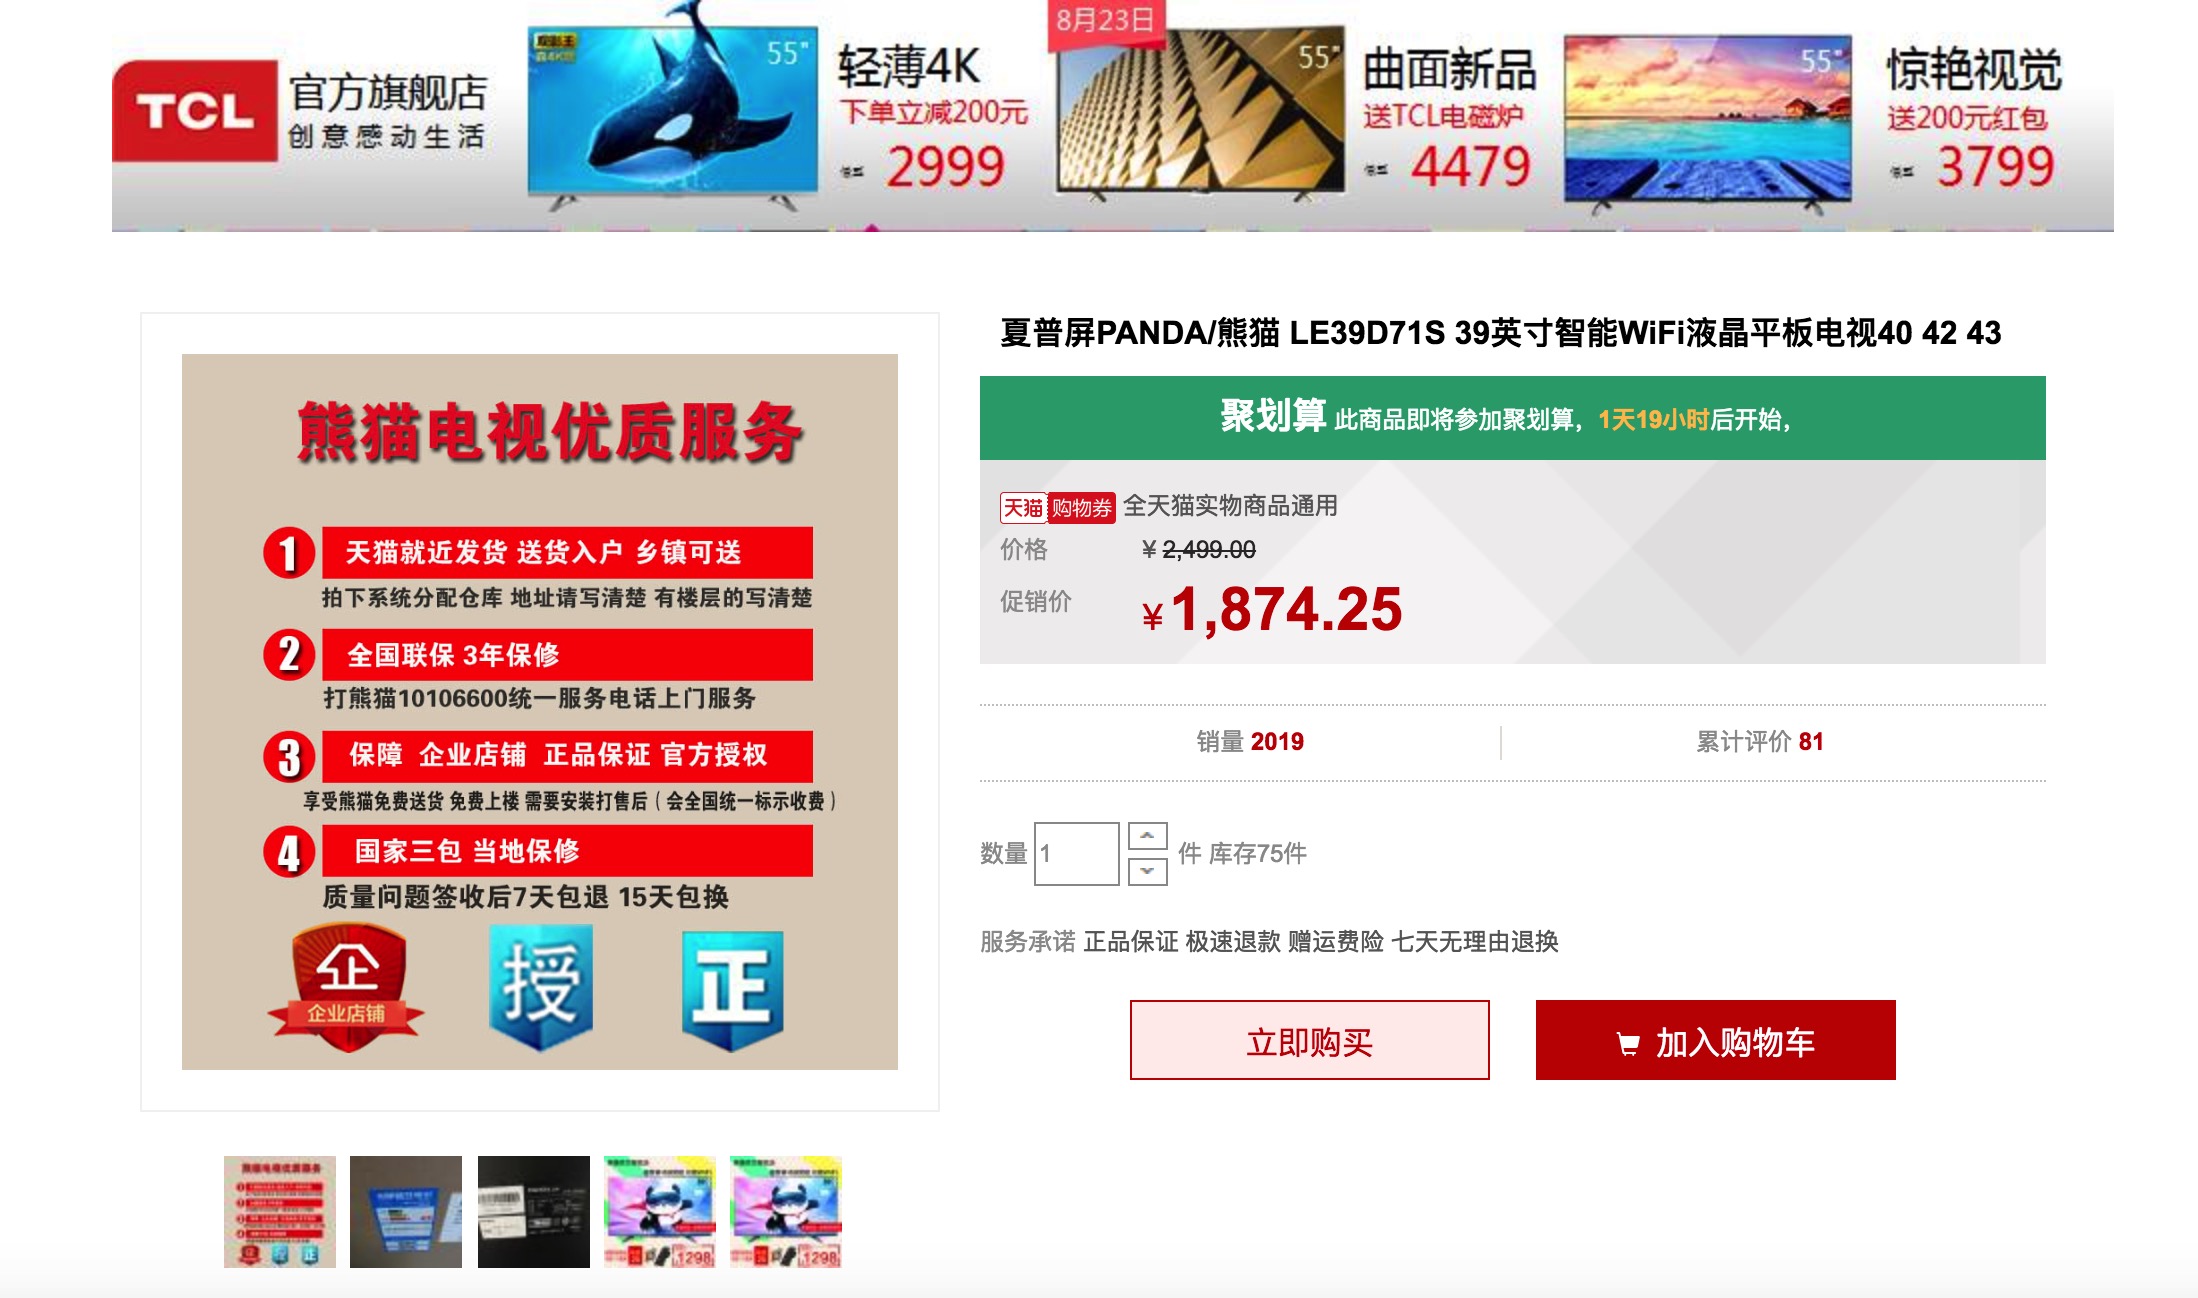 TCL
官方旗舰店
创意感动生活
55"
轻薄4K
下单立减200元
2999
8月23日
55"
曲面新品
送TCL电磁炉
4479
55"
惊艳视觉
送200元红包
3799
熊猫电视优质服务
1 天猫就近发货 送货入户 乡镇可送
拍下系统分配仓库 地址请写清楚 有楼层的写清楚
2 全国联保 3年保修
打熊猫10106600统一服务电话上门服务
3 保障 企业店铺 正品保证 官方授权
享受熊猫免费送货 免费上楼 需要安装打售后（会全国统一标示收费）
4 国家三包 当地保修
质量问题签收后7天包退 15天包换
企 授 正
企业店铺
熊猫电视优质服务
1298
1298
夏普屏PANDA/熊猫 LE39D71S 39英寸智能WiFi液晶平板电视40 42 43
聚划算 此商品即将参加聚划算，1天19小时后开始，
天猫 购物券 全天猫实物商品通用
价格 ¥ 2,499.00
促销价 ¥ 1,874.25
销量 2019 累计评价 81
数量 1 件 库存75件
服务承诺 正品保证 极速退款 赠运费险 七天无理由退换
立即购买 加入购物车